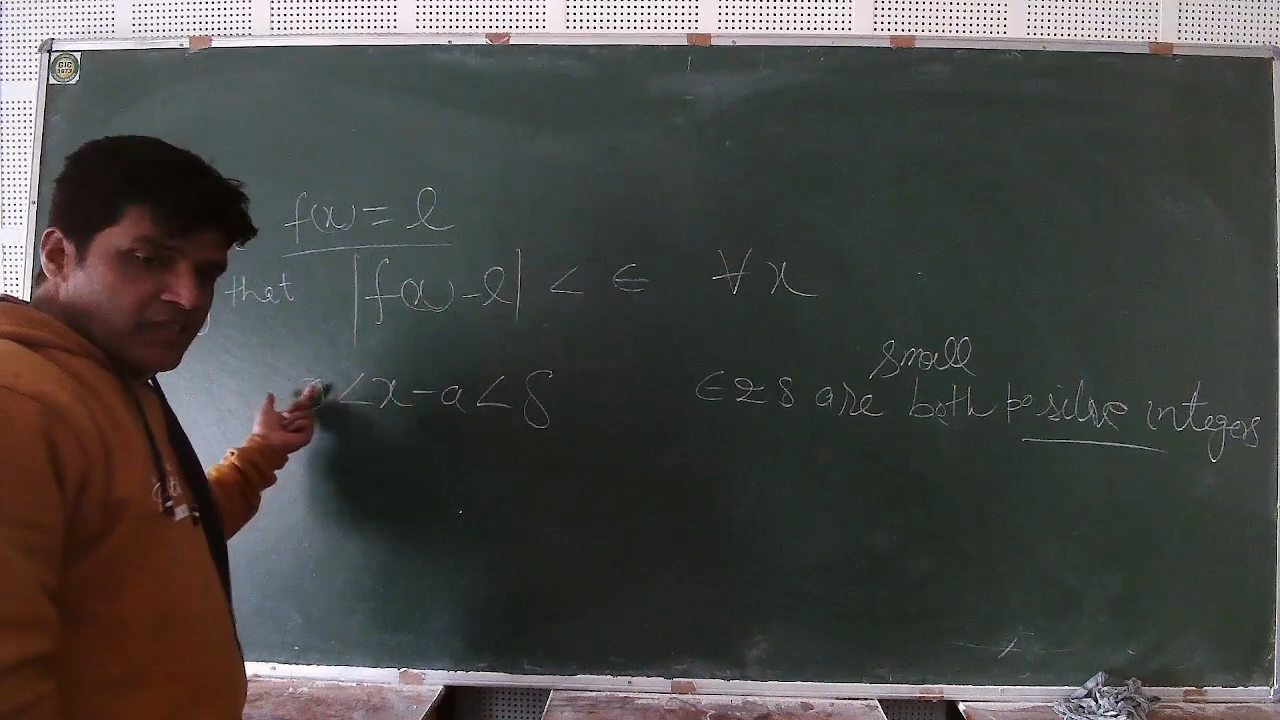 f(x) = l
that |f(x) - l| < ∈ ∀ x
small
0 < x - a < δ ∈ & δ are both positive integers